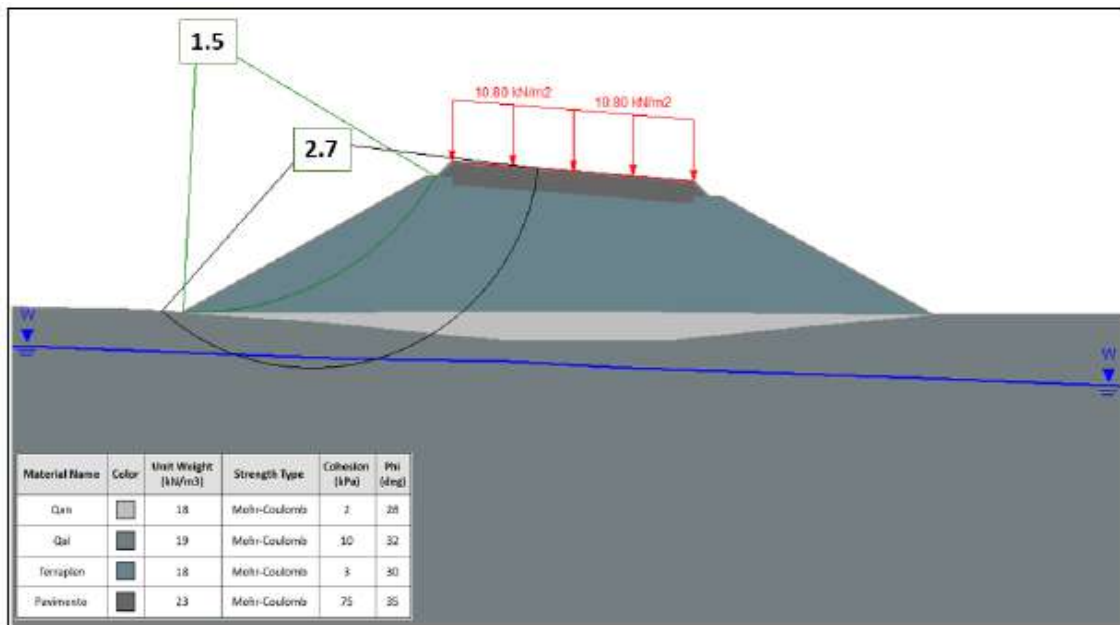 1.5
10.80 kN/m2
10.80 kN/m2
2.7
W
W
Material Name Color Unit Weight (kN/m3) Strength Type Cohesion (kPa) Phi (deg)
Qan 18 Mohr-Coulomb 2 28
Qal 19 Mohr-Coulomb 10 32
Terraplen 18 Mohr-Coulomb 3 30
Pavimento 23 Mohr-Coulomb 75 35